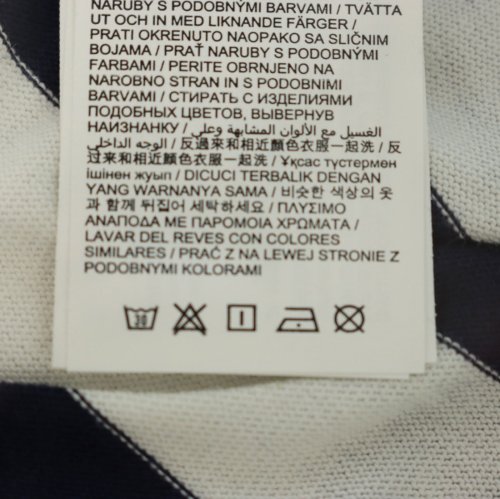 NARUBY S PODOBNÝMI BARVAMI / TVÄTTA
UT OCH IN MED LIKNANDE FÄRGER /
PRATI OKRENUTO NAOPAKO SA SLIČNIM
BOJAMA / PRAŤ NARUBY S PODOBNÝMI
FARBAMI / PERITE OBRNJENO NA
NAROBNO STRAN IN S PODOBNIMI
BARVAMI / СТИРАТЬ С ИЗДЕЛИЯМИ
ПОДОБНЫХ ЦВЕТОВ, ВЫВЕРНУВ
НАИЗНАНКУ / الغسيل مع الألوان المشابهة وعلى
الوجه الداخلي / 反過來和相近顏色衣服一起洗 / 反
过来和相近颜色衣服一起洗 / Ұқсас түстермен
ішінен жуып / DICUCI TERBALIK DENGAN
YANG WARNANYA SAMA / 비슷한 색상의 옷
과 함께 뒤집어 세탁하세요 / ΠΛΥΣΙΜΟ
ΑΝΑΠΟΔΑ ΜΕ ΠΑΡΟΜΟΙΑ ΧΡΩΜΑΤΑ /
LAVAR DEL REVES CON COLORES
SIMILARES / PRAĆ Z NA LEWEJ STRONIE Z
PODOBNYMI KOLORAMI
30